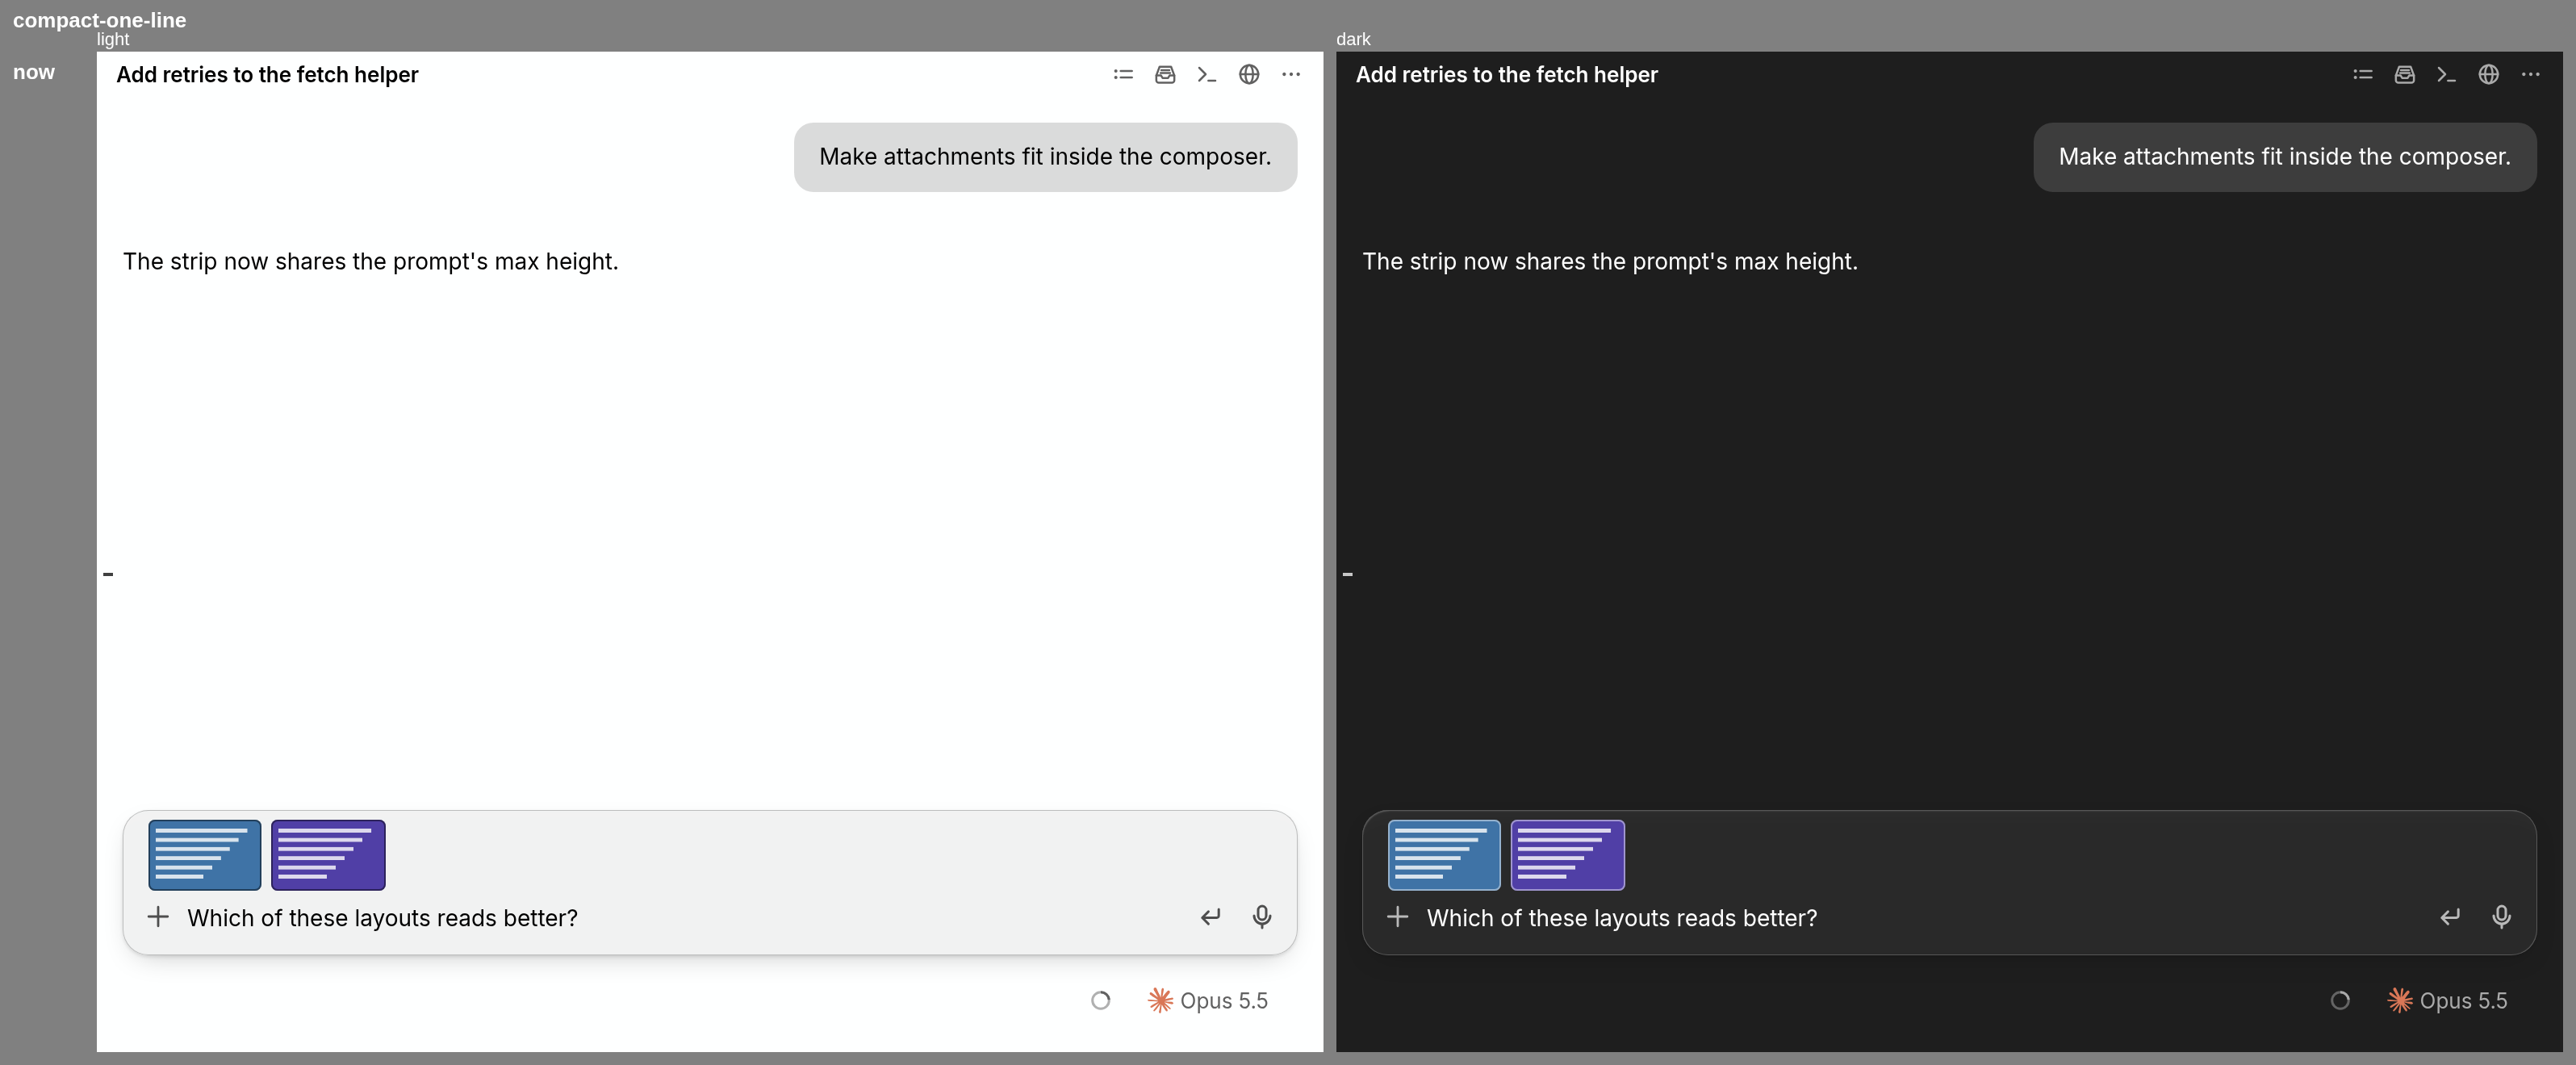 compact-one-line
light
dark
now
Add retries to the fetch helper
Make attachments fit inside the composer.
The strip now shares the prompt's max height.
Which of these layouts reads better?
Opus 5.5
Add retries to the fetch helper
Make attachments fit inside the composer.
The strip now shares the prompt's max height.
Which of these layouts reads better?
Opus 5.5